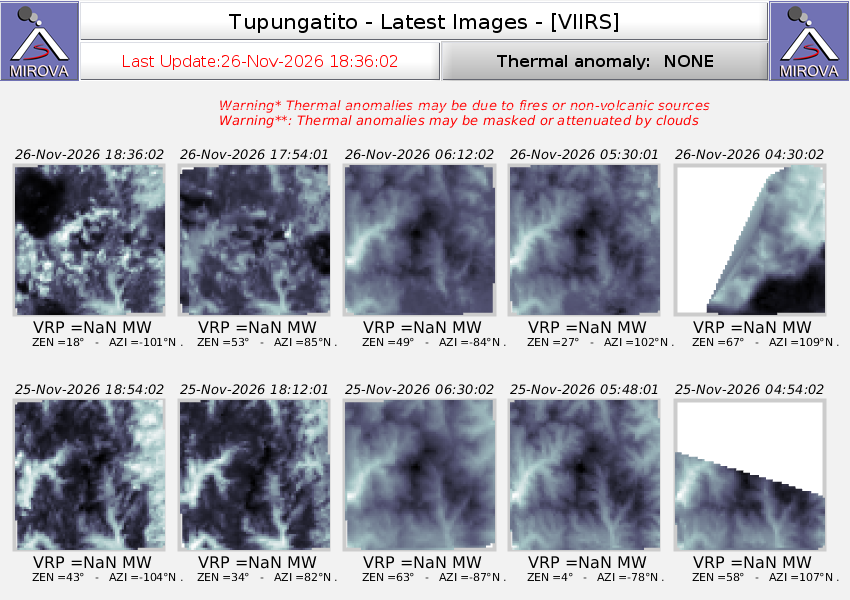 Tupungatito - Latest Images - [VIIRS]
MIROVA
Last Update:26-Nov-2026 18:36:02
Thermal anomaly: NONE
MIROVA
Warning* Thermal anomalies may be due to fires or non-volcanic sources
Warning**: Thermal anomalies may be masked or attenuated by clouds
26-Nov-2026 18:36:02
26-Nov-2026 17:54:01
26-Nov-2026 06:12:02
26-Nov-2026 05:30:01
26-Nov-2026 04:30:02
VRP =NaN MW
VRP =NaN MW
VRP =NaN MW
VRP =NaN MW
VRP =NaN MW
ZEN =18° - AZI =-101°N .
ZEN =53° - AZI =85°N .
ZEN =49° - AZI =-84°N .
ZEN =27° - AZI =102°N .
ZEN =67° - AZI =109°N .
25-Nov-2026 18:54:02
25-Nov-2026 18:12:01
25-Nov-2026 06:30:02
25-Nov-2026 05:48:01
25-Nov-2026 04:54:02
VRP =NaN MW
VRP =NaN MW
VRP =NaN MW
VRP =NaN MW
VRP =NaN MW
ZEN =43° - AZI =-104°N .
ZEN =34° - AZI =82°N .
ZEN =63° - AZI =-87°N .
ZEN =4° - AZI =-78°N .
ZEN =58° - AZI =107°N .